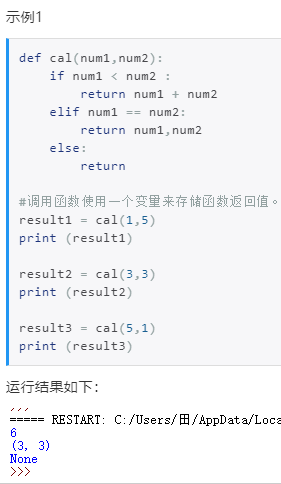 示例1
def cal(num1,num2):
    if num1 < num2 :
        return num1 + num2
    elif num1 == num2:
        return num1,num2
    else:
        return
#调用函数使用一个变量来存储函数返回值。
result1 = cal(1,5)
print (result1)
result2 = cal(3,3)
print (result2)
result3 = cal(5,1)
print (result3)
运行结果如下：
===== RESTART: C:/Users/田/AppData/Loca
6
(3, 3)
None
>>>